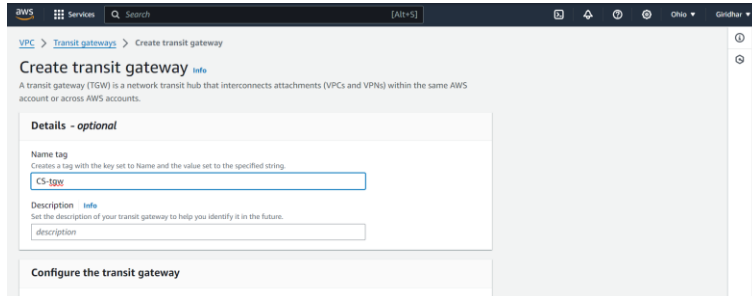 aws Services Search [Alt+S] Ohio Giridhar
VPC > Transit gateways > Create transit gateway
Create transit gateway Info
A transit gateway (TGW) is a network transit hub that interconnects attachments (VPCs and VPNs) within the same AWS
account or across AWS accounts.
Details - optional
Name tag
Creates a tag with the key set to Name and the value set to the specified string.
CS-tgw
Description Info
Set the description of your transit gateway to help you identify it in the future.
description
Configure the transit gateway